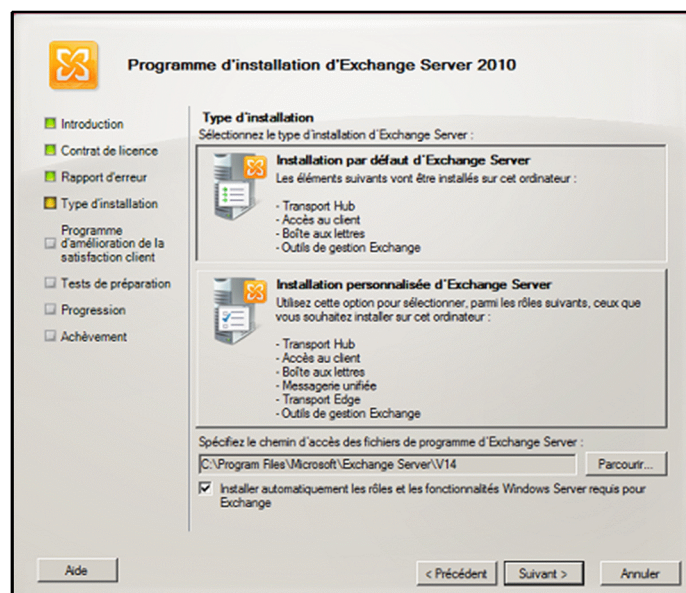 Programme d'installation d'Exchange Server 2010
Introduction
Contrat de licence
Rapport d'erreur
Type d'installation
Programme
d'amélioration de la
satisfaction client
Tests de préparation
Progression
Achèvement
Type d'installation
Sélectionnez le type d'installation d'Exchange Server :
Installation par défaut d'Exchange Server
Les éléments suivants vont être installés sur cet ordinateur :
- Transport Hub
- Accès au client
- Boîte aux lettres
- Outils de gestion Exchange
Installation personnalisée d'Exchange Server
Utilisez cette option pour sélectionner, parmi les rôles suivants, ceux que
vous souhaitez installer sur cet ordinateur :
- Transport Hub
- Accès au client
- Boîte aux lettres
- Messagerie unifiée
- Transport Edge
- Outils de gestion Exchange
Spécifiez le chemin d'accès des fichiers de programme d'Exchange Server :
C:\Program Files\Microsoft\Exchange Server\V14
Parcourir...
Installer automatiquement les rôles et les fonctionnalités Windows Server requis pour
Exchange
Aide
< Précédent
Suivant >
Annuler